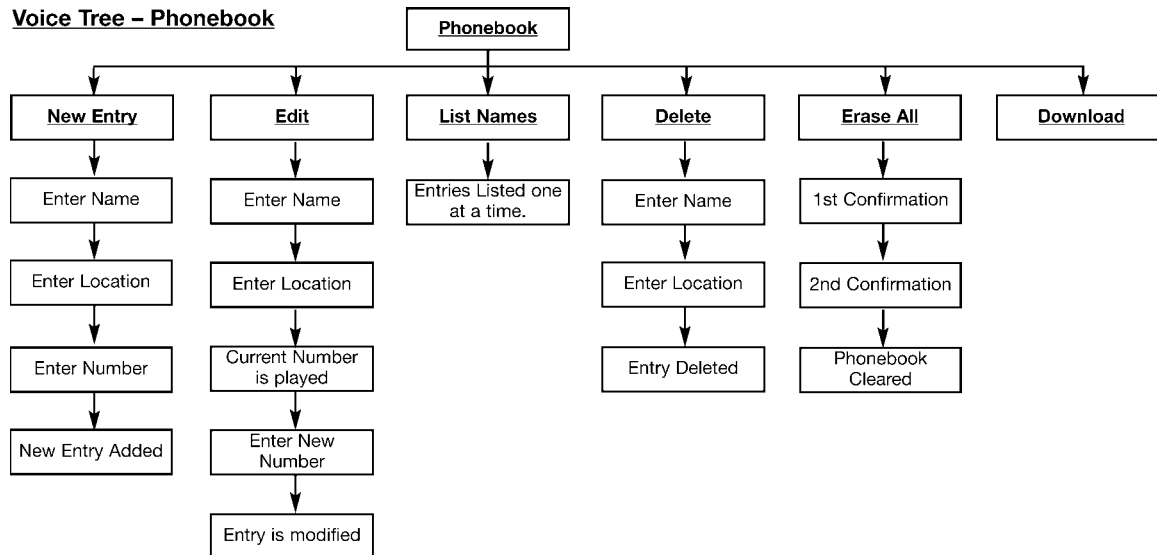 Voice Tree – Phonebook
Phonebook
New Entry
Edit
List Names
Delete
Erase All
Download
Enter Name
Enter Name
Entries Listed one
at a time.
Enter Name
1st Confirmation
Enter Location
Enter Location
Enter Location
2nd Confirmation
Enter Number
Current Number
is played
Entry Deleted
Phonebook
Cleared
New Entry Added
Enter New
Number
Entry is modified